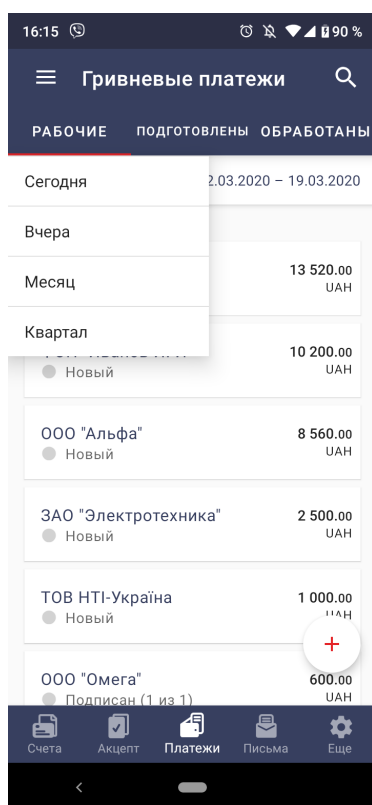 16:15 90 %
Гривневые платежи
РАБОЧИЕ ПОДГОТОВЛЕНЫ ОБРАБОТАНЫ
Сегодня
2.03.2020 – 19.03.2020
Вчера
Месяц
13 520.00
UAH
Квартал
10 200.00
Новый UAH
ООО "Альфа" 8 560.00
Новый UAH
ЗАО "Электротехника" 2 500.00
Новый UAH
ТОВ НТІ-Україна 1 000.00
Новый UAH
+
ООО "Омега" 600.00
Подписан (1 из 1) UAH
Счета Акцепт Платежи Письма Еще